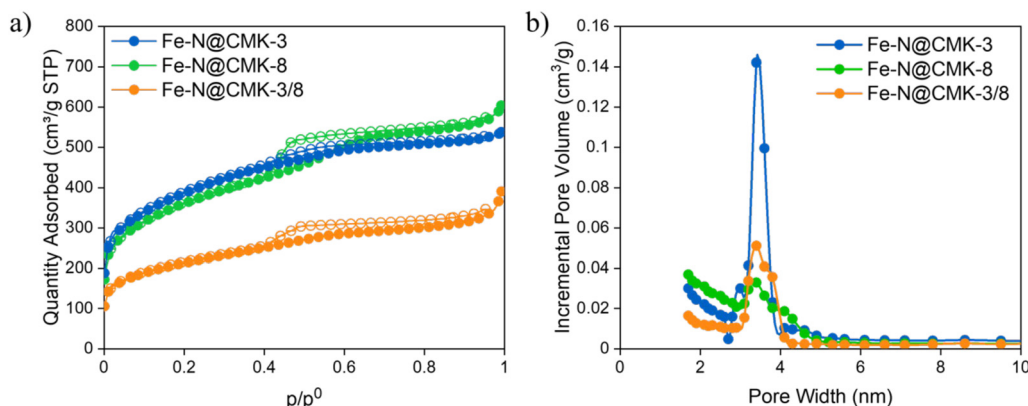 a)
Quantity Adsorbed (cm³/g STP)
800
700
600
500
400
300
200
100
0
Fe-N@CMK-3
Fe-N@CMK-8
Fe-N@CMK-3/8
0.0
0.2
0.4
0.6
0.8
1
p/p⁰
b)
Incremental Pore Volume (cm³/g)
0.16
0.14
0.12
0.10
0.08
0.06
0.04
0.02
0
Fe-N@CMK-3
Fe-N@CMK-8
Fe-N@CMK-3/8
0
2
4
6
8
10
Pore Width (nm)